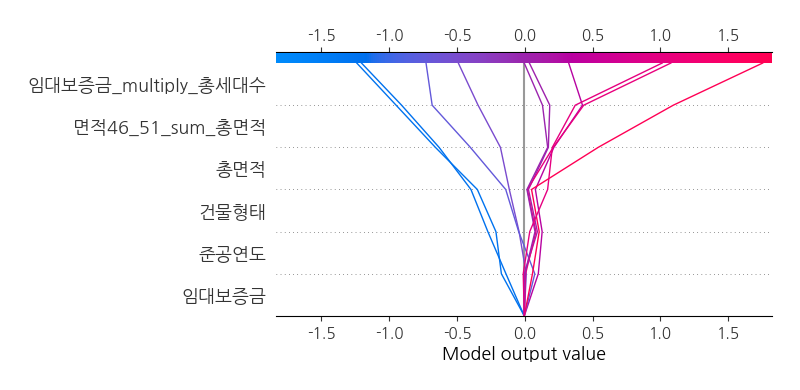 -1.5 -1.0 -0.5 0.0 0.5 1.0 1.5
임대보증금_multiply_총세대수
면적46_51_sum_총면적
총면적
건물형태
준공연도
임대보증금
-1.5 -1.0 -0.5 0.0 0.5 1.0 1.5
Model output value